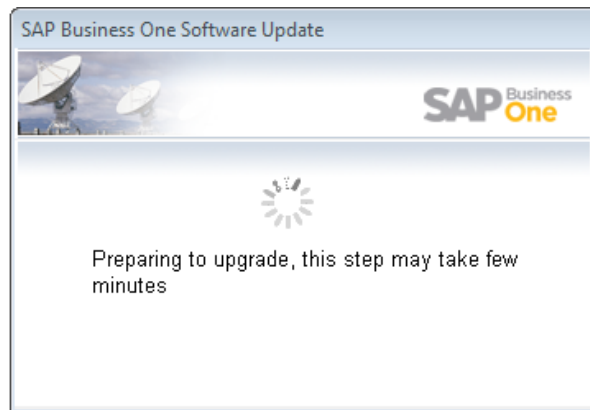 SAP Business One Software Update
SAP Business
One
Preparing to upgrade, this step may take few
minutes